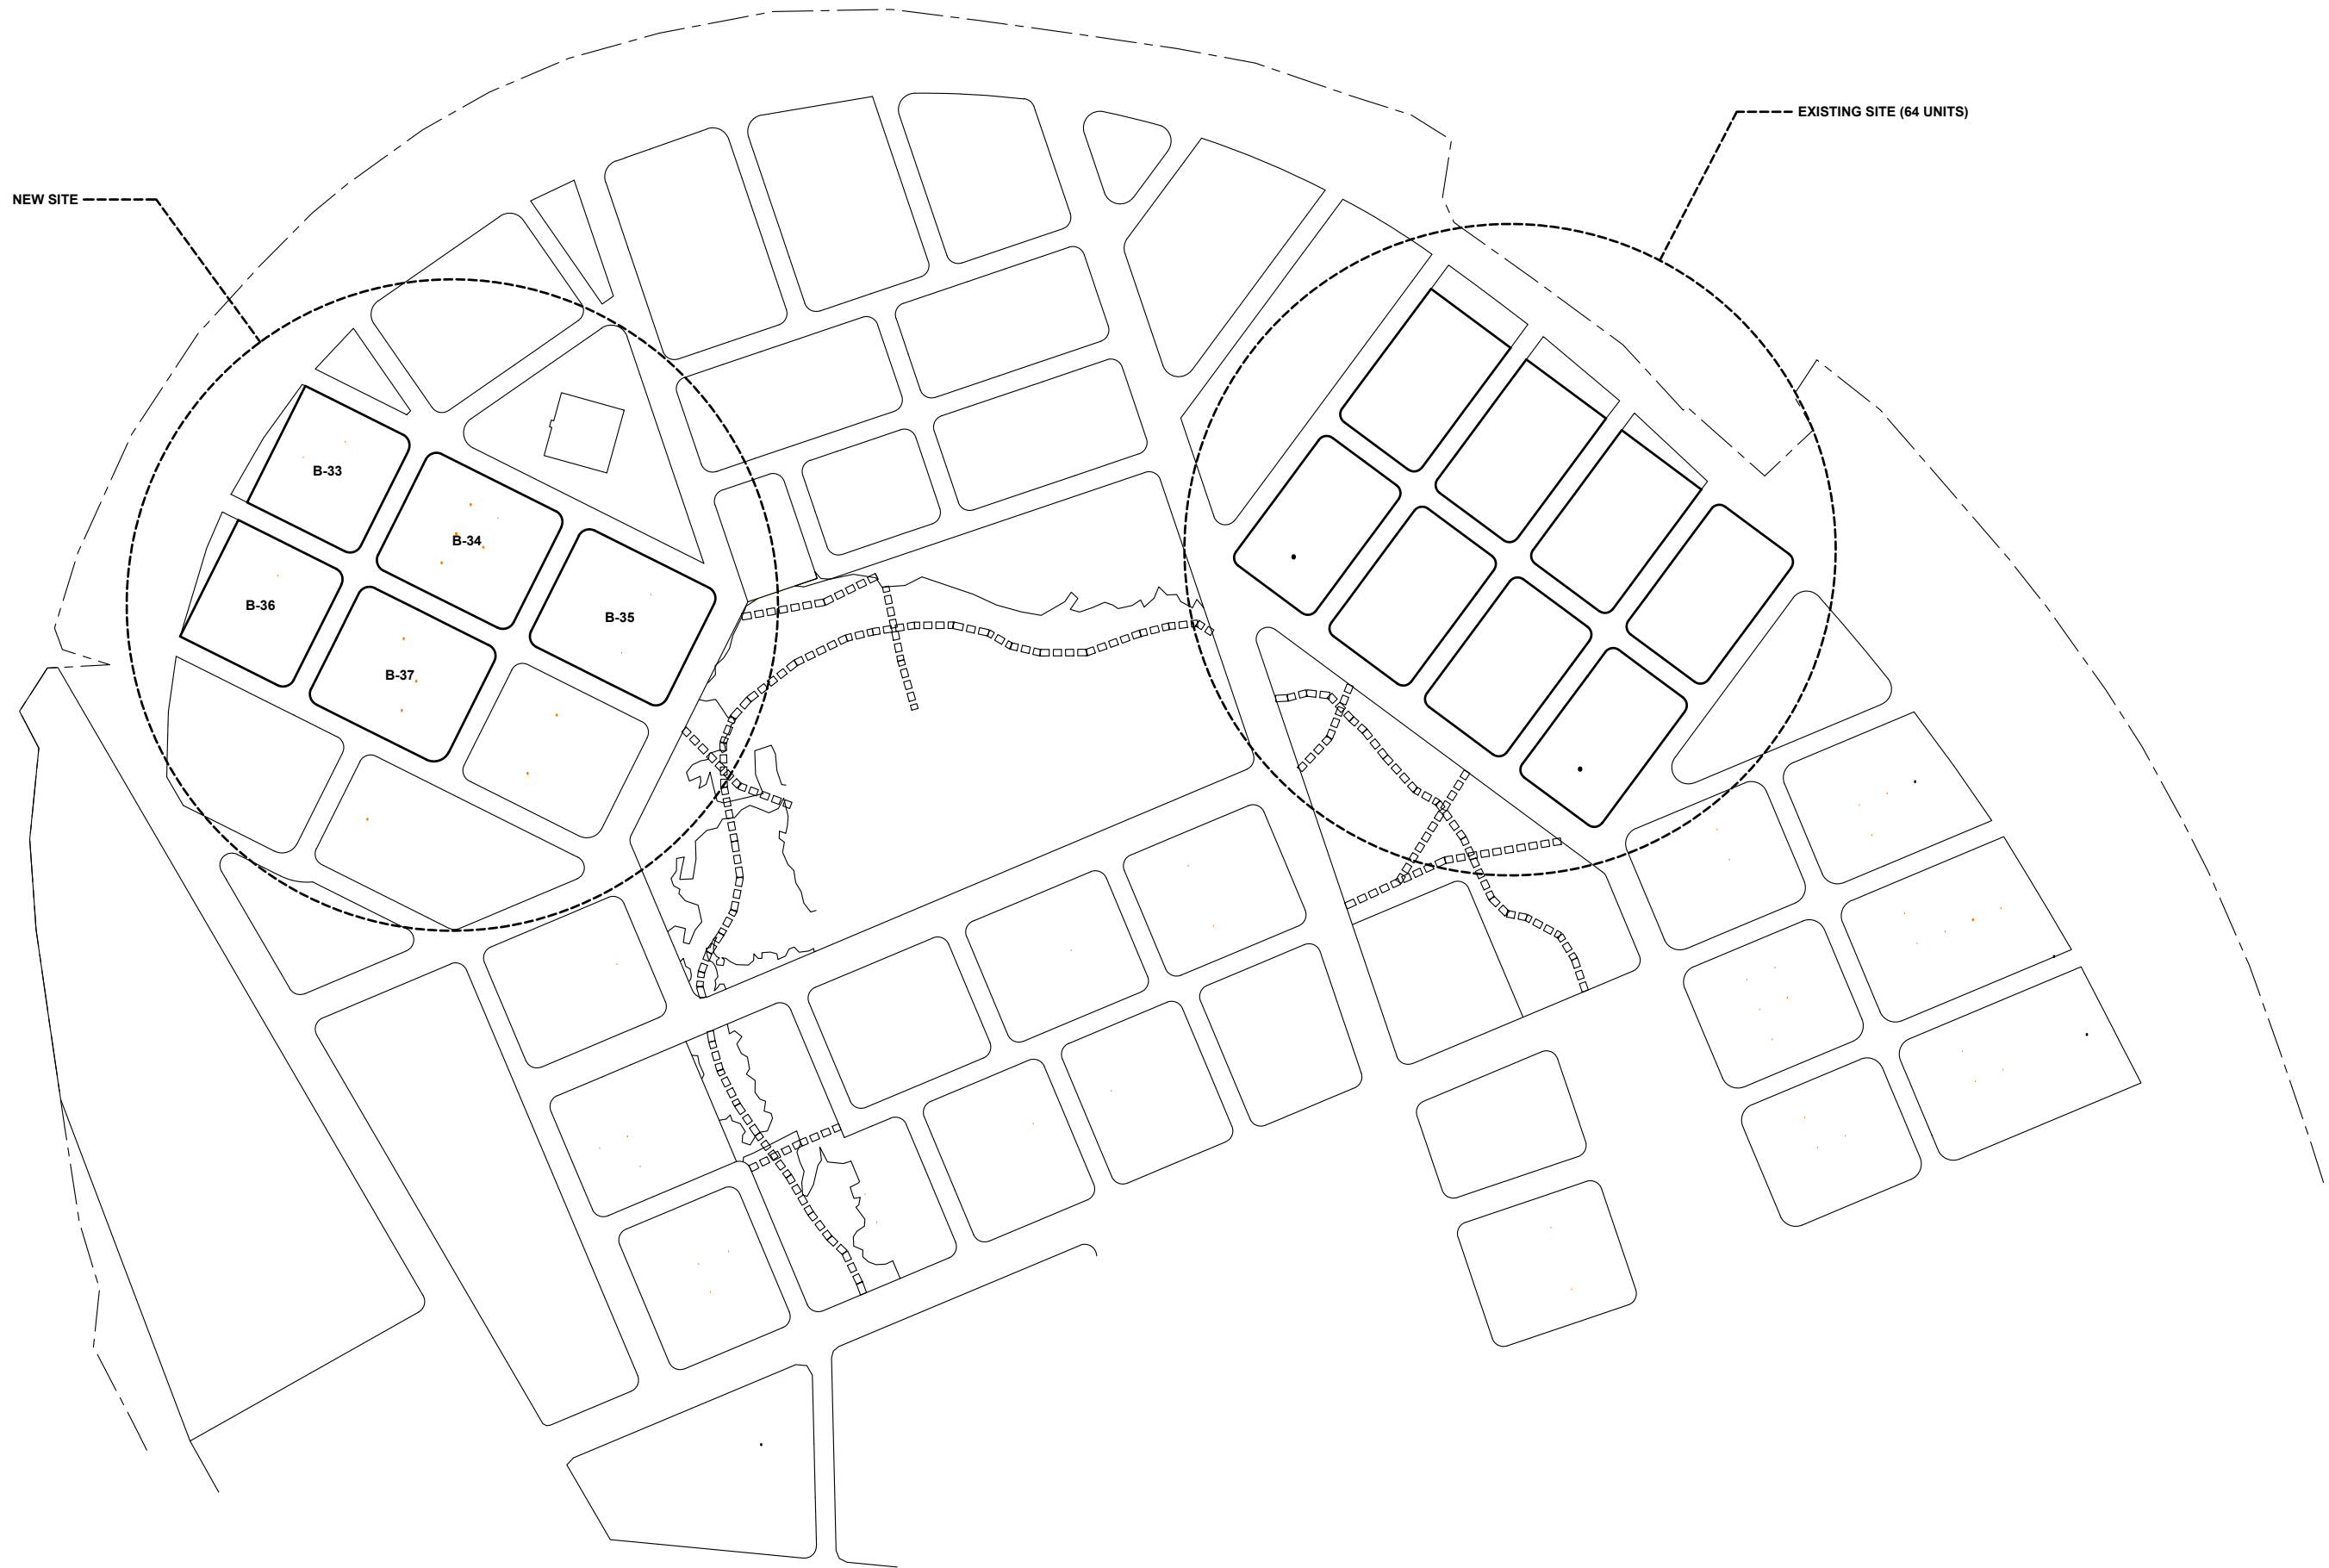 EXISTING SITE (64 UNITS)
NEW SITE
B-33
B-34
B-36
B-35
B-37